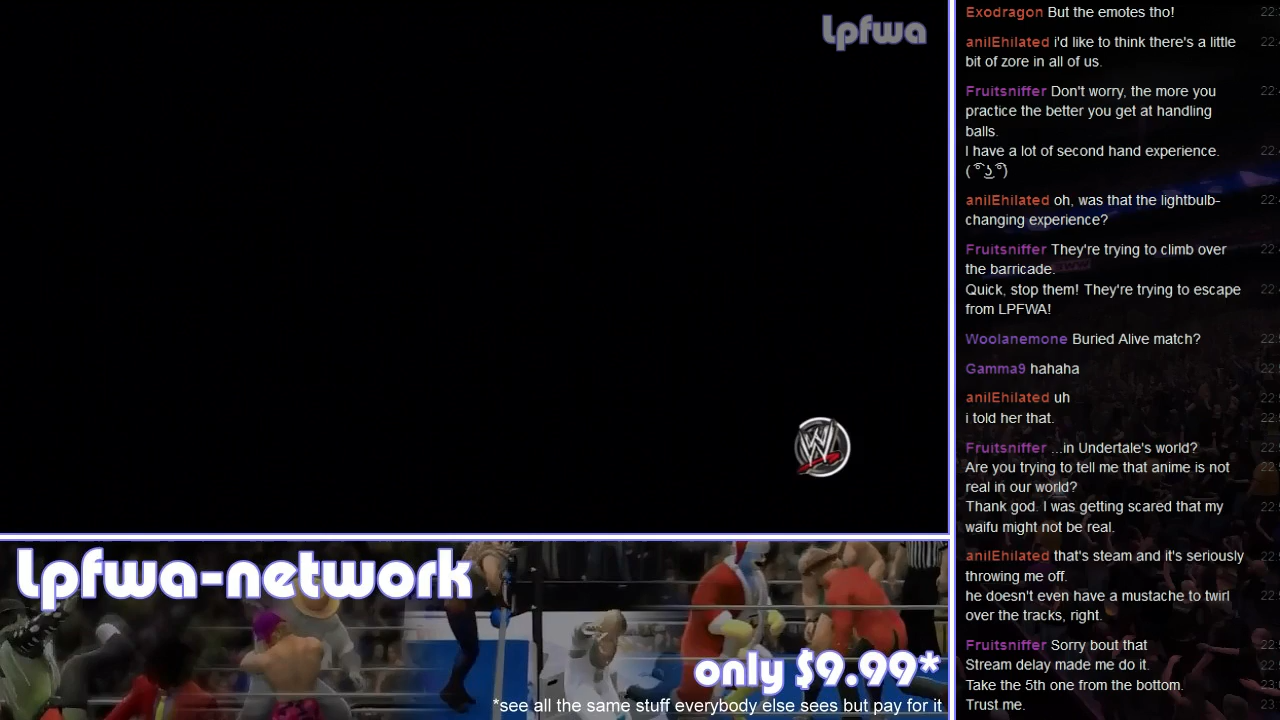 lpfwa
W
lpfwa-network
only $9.99*
*see all the same stuff everybody else sees but pay for it
Exodragon But the emotes tho!
anilEhilated i'd like to think there's a little
bit of zore in all of us.
Fruitsniffer Don't worry, the more you
practice the better you get at handling
balls.
I have a lot of second hand experience.
( ͡° ͜ʖ ͡°)
anilEhilated oh, was that the lightbulb-
changing experience?
Fruitsniffer They're trying to climb over
the barricade.
Quick, stop them! They're trying to escape
from LPFWA!
Woolanemone Buried Alive match?
Gamma9 hahaha
anilEhilated uh
i told her that.
Fruitsniffer ...in Undertale's world?
Are you trying to tell me that anime is not
real in our world?
Thank god. I was getting scared that my
waifu might not be real.
anilEhilated that's steam and it's seriously
throwing me off.
he doesn't even have a mustache to twirl
over the tracks, right.
Fruitsniffer Sorry bout that
Stream delay made me do it.
Take the 5th one from the bottom.
Trust me.